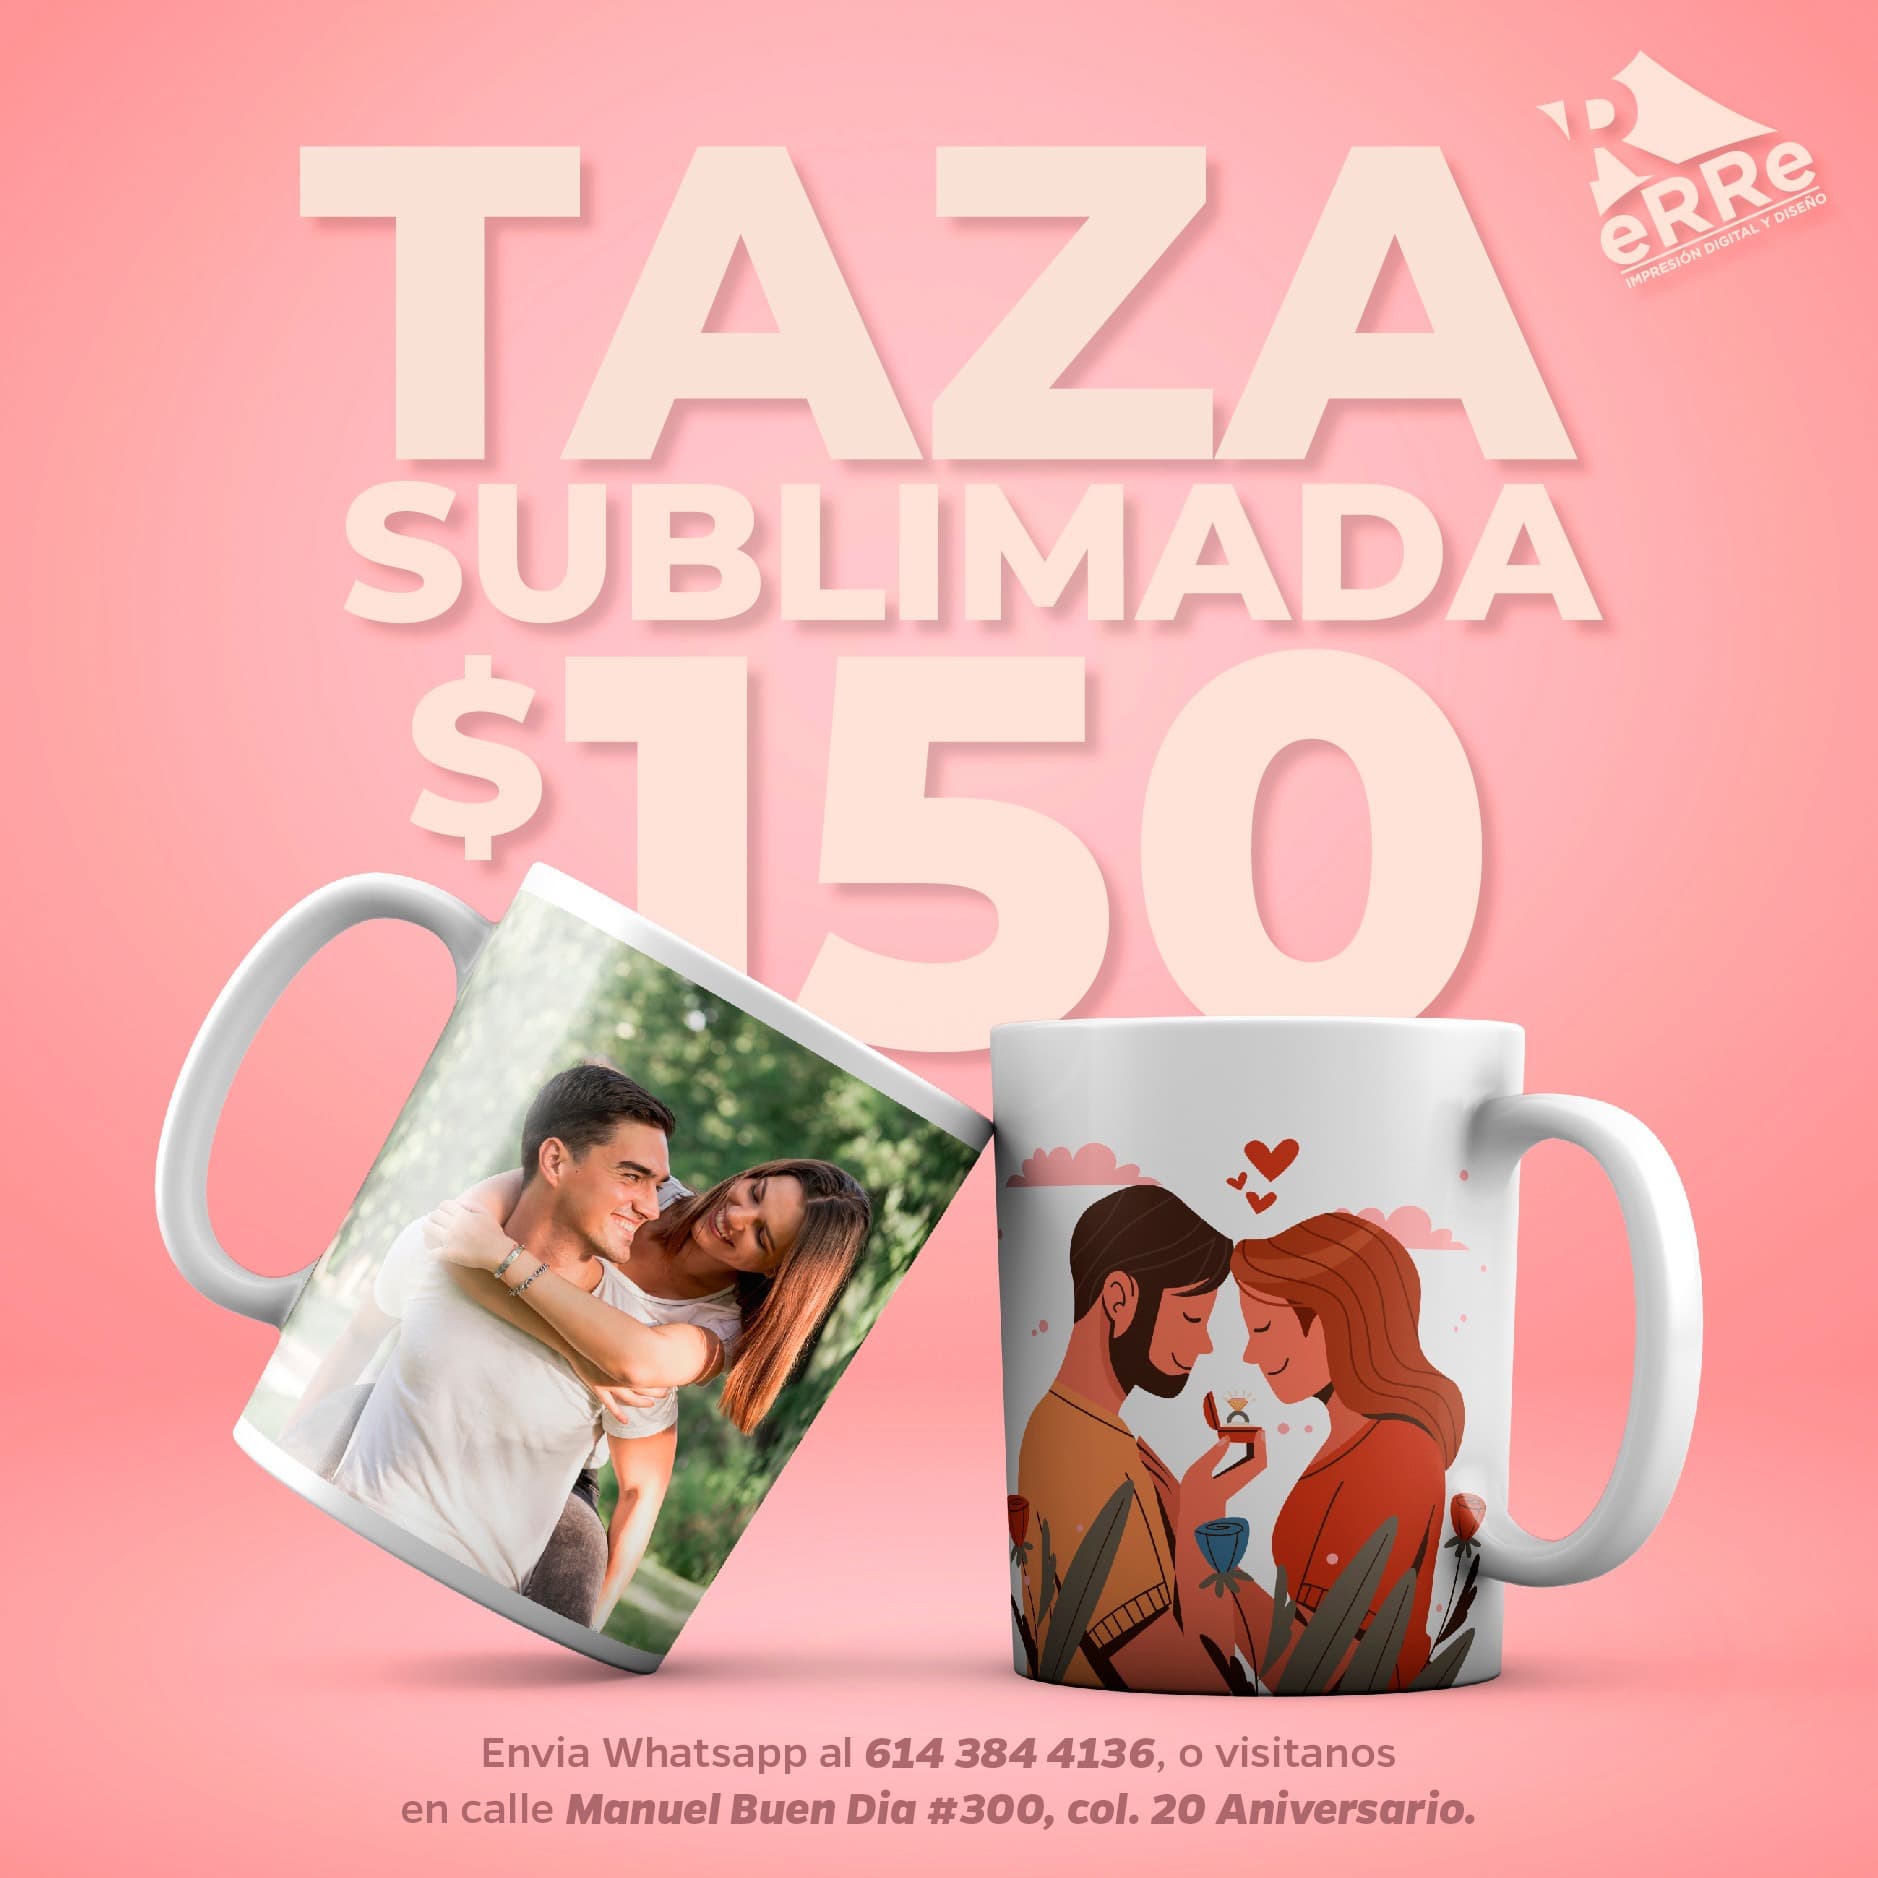 R
eRRe
IMPRESIÓN DIGITAL Y DISEÑO
TAZA
SUBLIMADA
$150
Envia Whatsapp al 614 384 4136, o visitanos
en calle Manuel Buen Dia #300, col. 20 Aniversario.